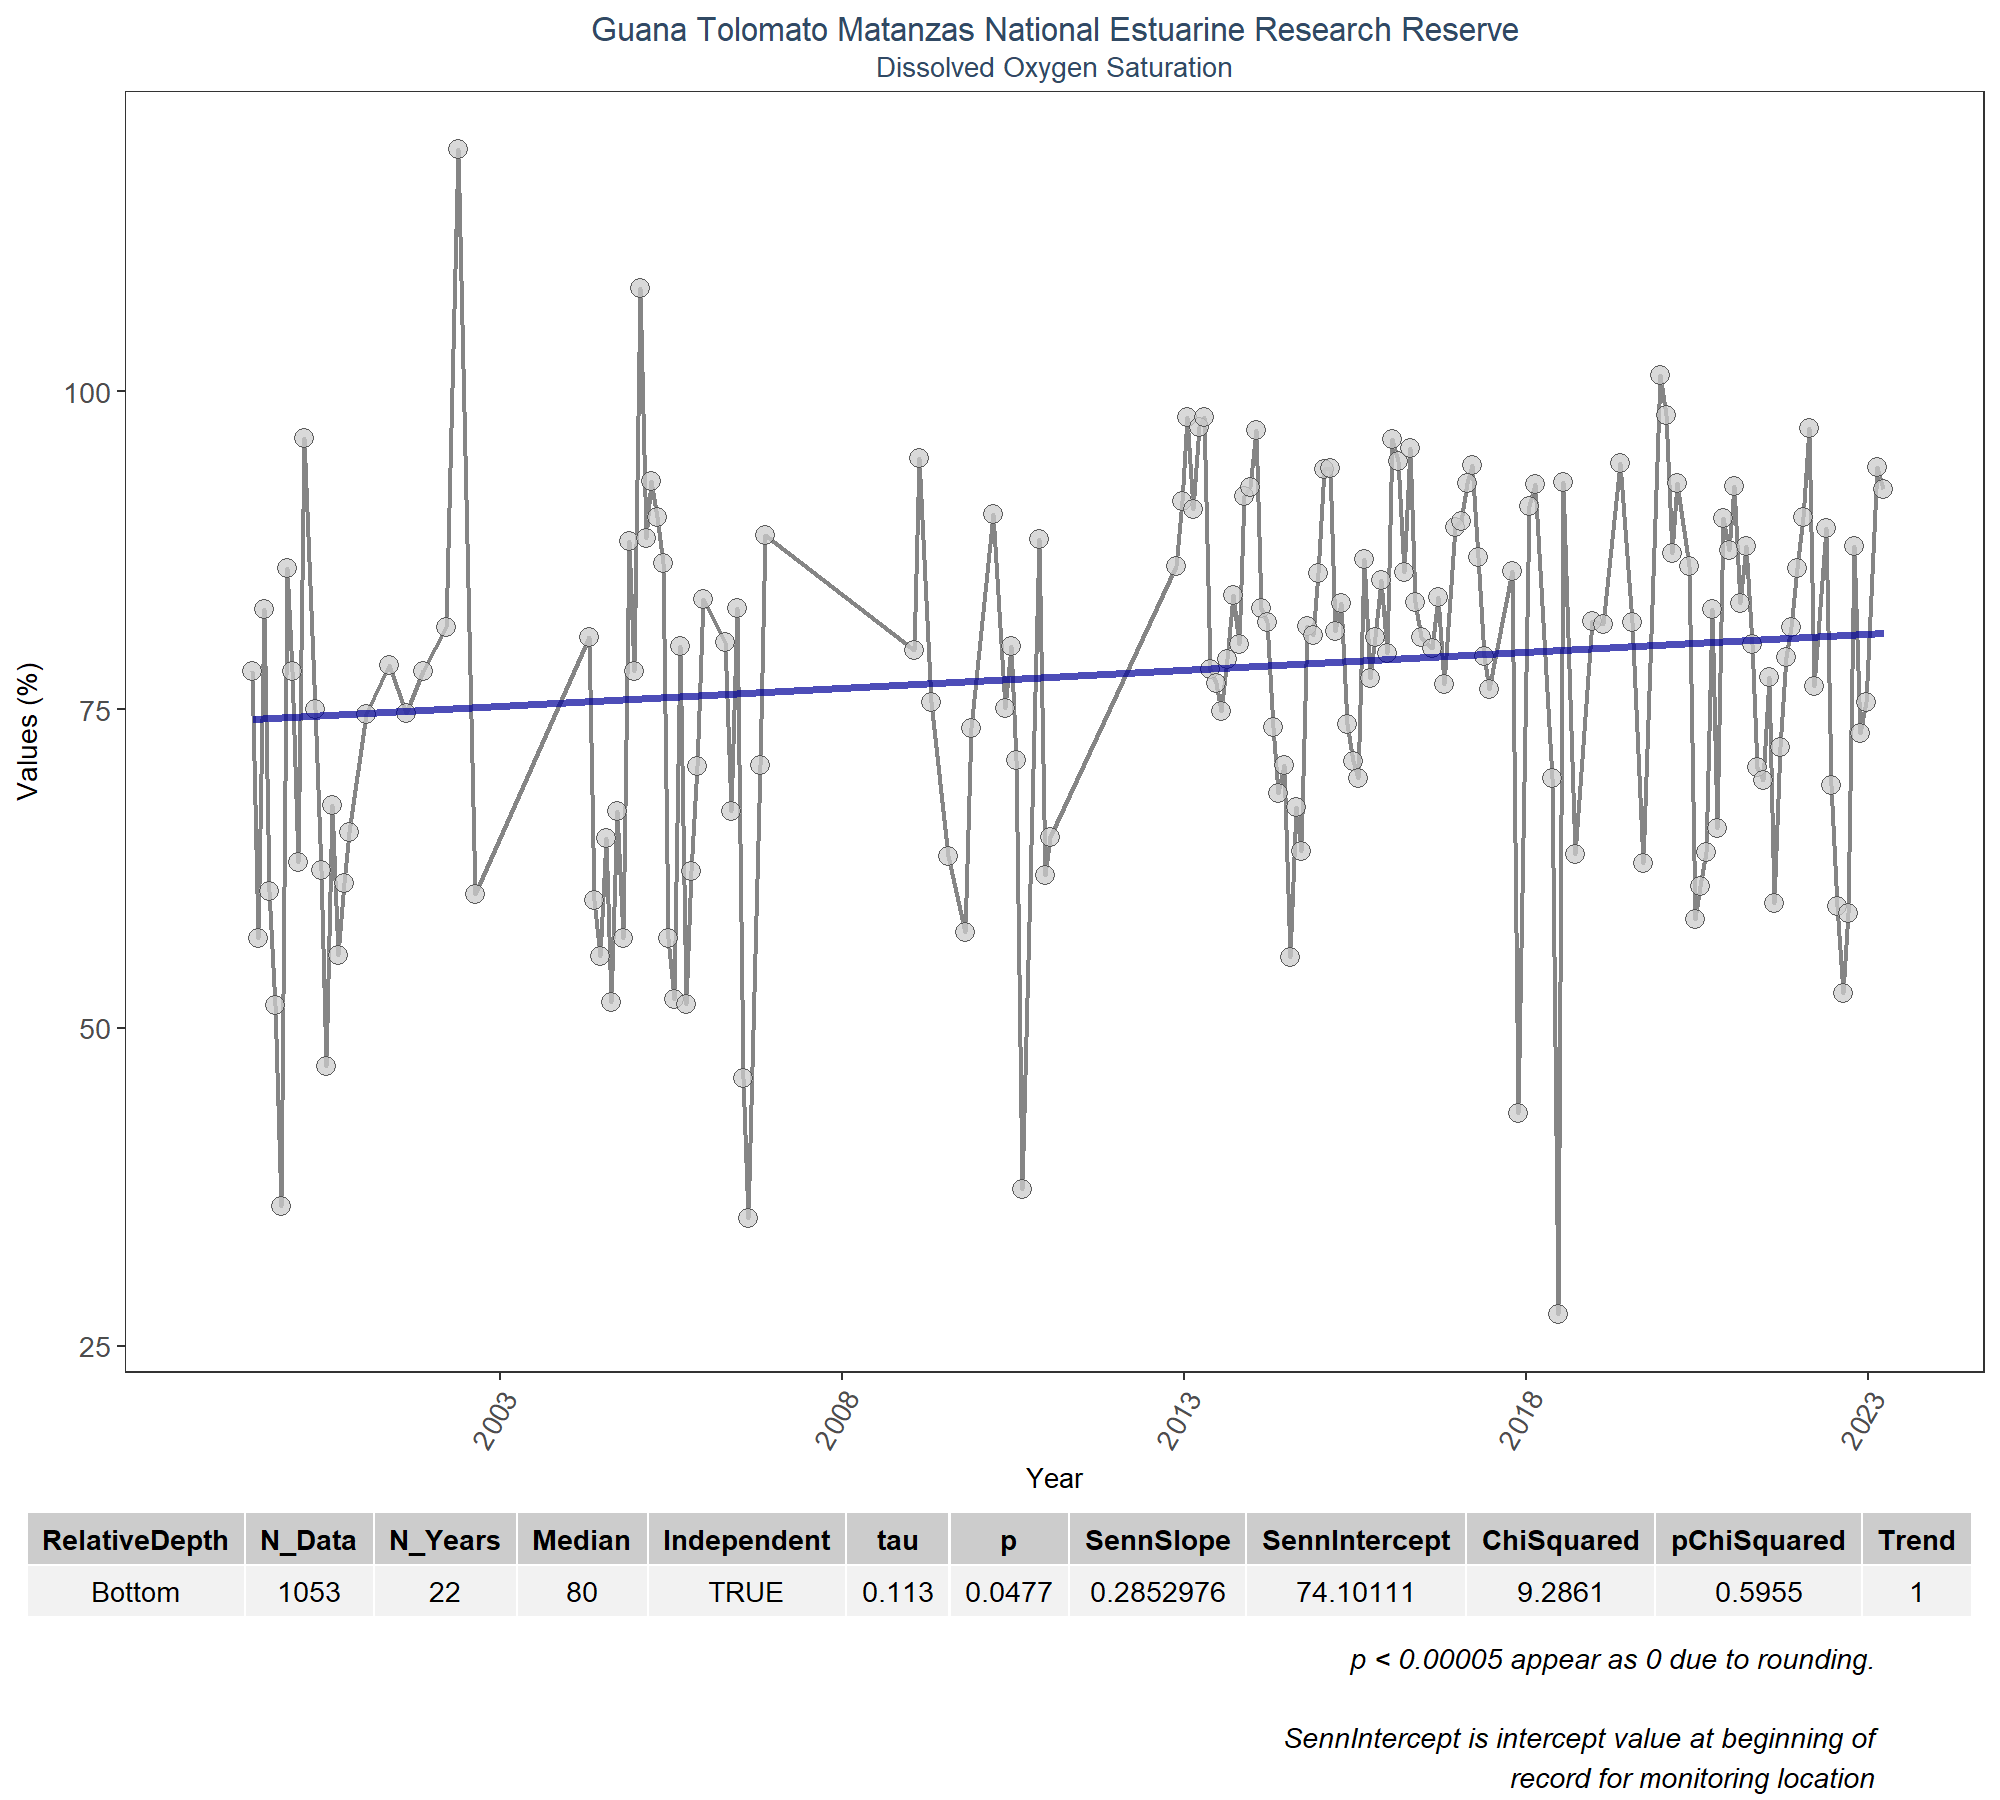 Guana Tolomato Matanzas National Estuarine Research Reserve
Dissolved Oxygen Saturation
Values (%)
100
75
50
25
2003 2008 2013 2018 2023
Year
RelativeDepth N_Data N_Years Median Independent tau p SennSlope SennIntercept ChiSquared pChiSquared Trend
Bottom 1053 22 80 TRUE 0.113 0.0477 0.2852976 74.10111 9.2861 0.5955 1
p < 0.00005 appear as 0 due to rounding.
SennIntercept is intercept value at beginning of
record for monitoring location